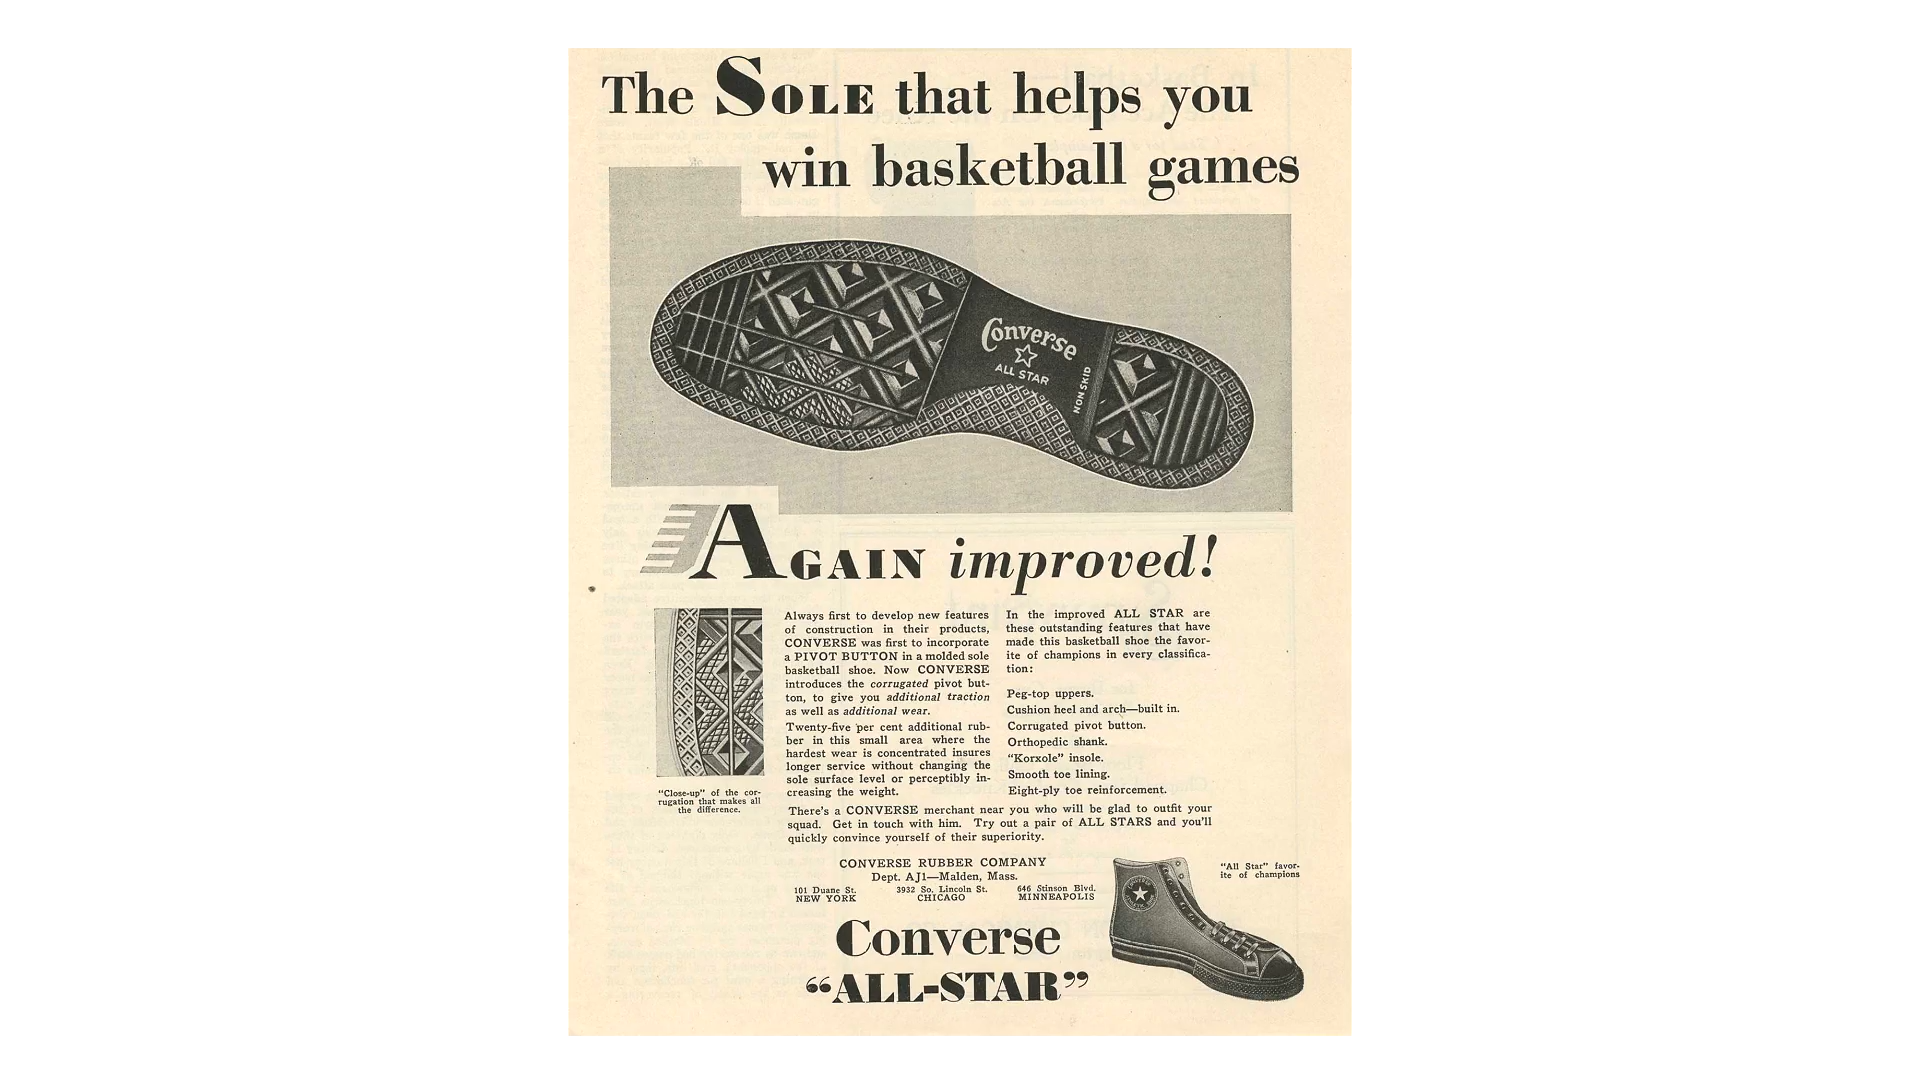 The SOLE that helps you
win basketball games
Converse
ALL STAR
NON SKID
AGAIN improved!
Always first to develop new features
of construction in their products,
CONVERSE was first to incorporate
a PIVOT BUTTON in a molded sole
basketball shoe. Now CONVERSE
introduces the corrugated pivot but-
ton, to give you additional traction
as well as additional wear.
Twenty-five per cent additional rub-
ber in this small area where the
hardest wear is concentrated insures
longer service without changing the
sole surface level or perceptibly in-
creasing the weight.
In the improved ALL STAR are
these outstanding features that have
made this basketball shoe the favor-
ite of champions in every classifica-
tion:
Peg-top uppers.
Cushion heel and arch—built in.
Corrugated pivot button.
Orthopedic shank.
“Korxole” insole.
Smooth toe lining.
Eight-ply toe reinforcement.
“Close-up” of the cor-
rugation that makes all
the difference.
There's a CONVERSE merchant near you who will be glad to outfit your
squad. Get in touch with him. Try out a pair of ALL STARS and you'll
quickly convince yourself of their superiority.
CONVERSE RUBBER COMPANY
Dept. AJ1—Malden, Mass.
101 Duane St.
NEW YORK
3932 So. Lincoln St.
CHICAGO
646 Stinson Blvd.
MINNEAPOLIS
“All Star” favor-
ite of champions
Converse
“ALL-STAR”